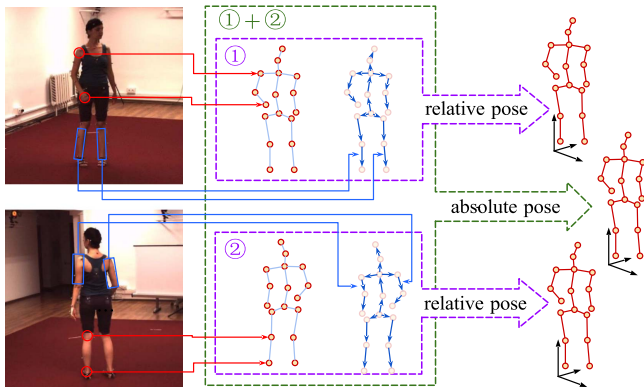 ① + ②
①
relative pose
absolute pose
②
relative pose